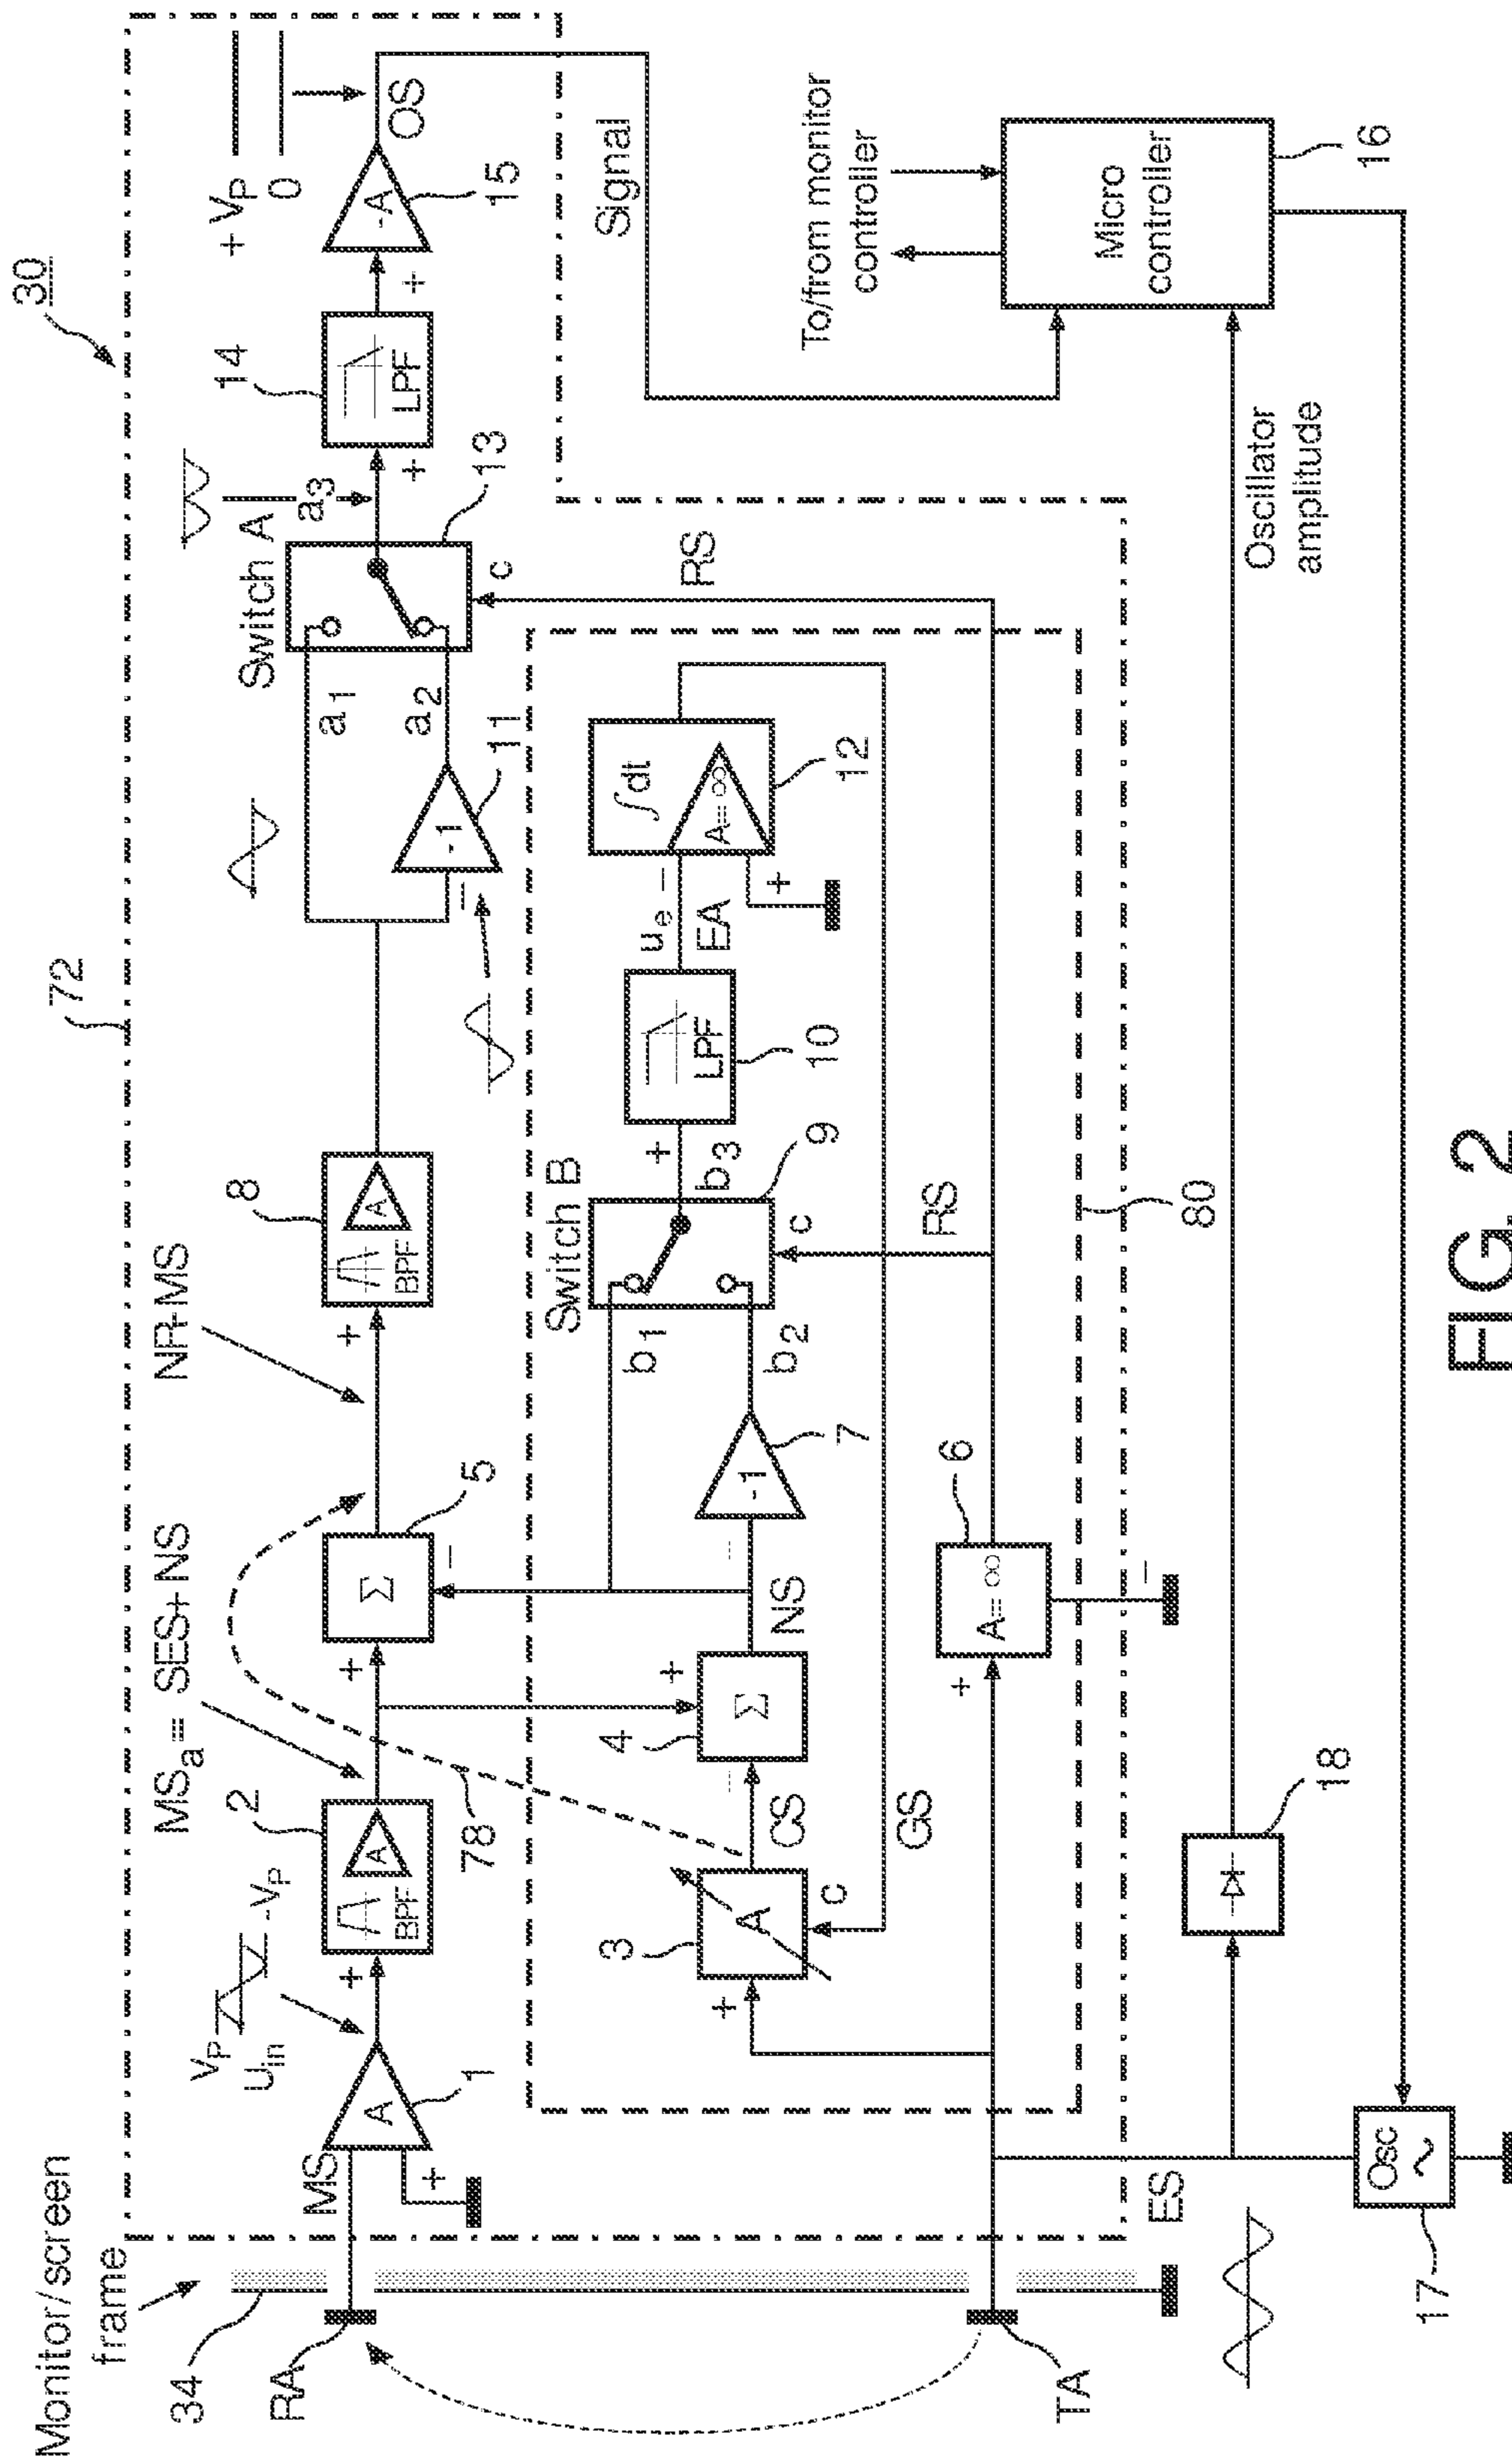 30
72
Monitor/screen
frame
34
RA
TA
MS
+
A
1
V_P
U_in
-V_P
+
2
BPF
A
MS_a = SES+NS
78
+
Σ
5
−
NR+MS
+
8
BPF
A
-1
11
−
a_1
a_2
Switch A
a_3
13
c
RS
+
14
LPF
+
-A
15
OS
+ V_P
0
Signal
+
3
A
c
CS
−
4
+
Σ
NS
−
-1
7
b_1
b_2
Switch B
b_3
9
c
RS
+
LPF
10
u_e
−
EA
+
∫dt
A=∞
12
GS
+
A=∞
6
−
80
ES
18
Oscillator
amplitude
To/from monitor
controller
Micro
controller
16
Osc
~
17
FIG. 2